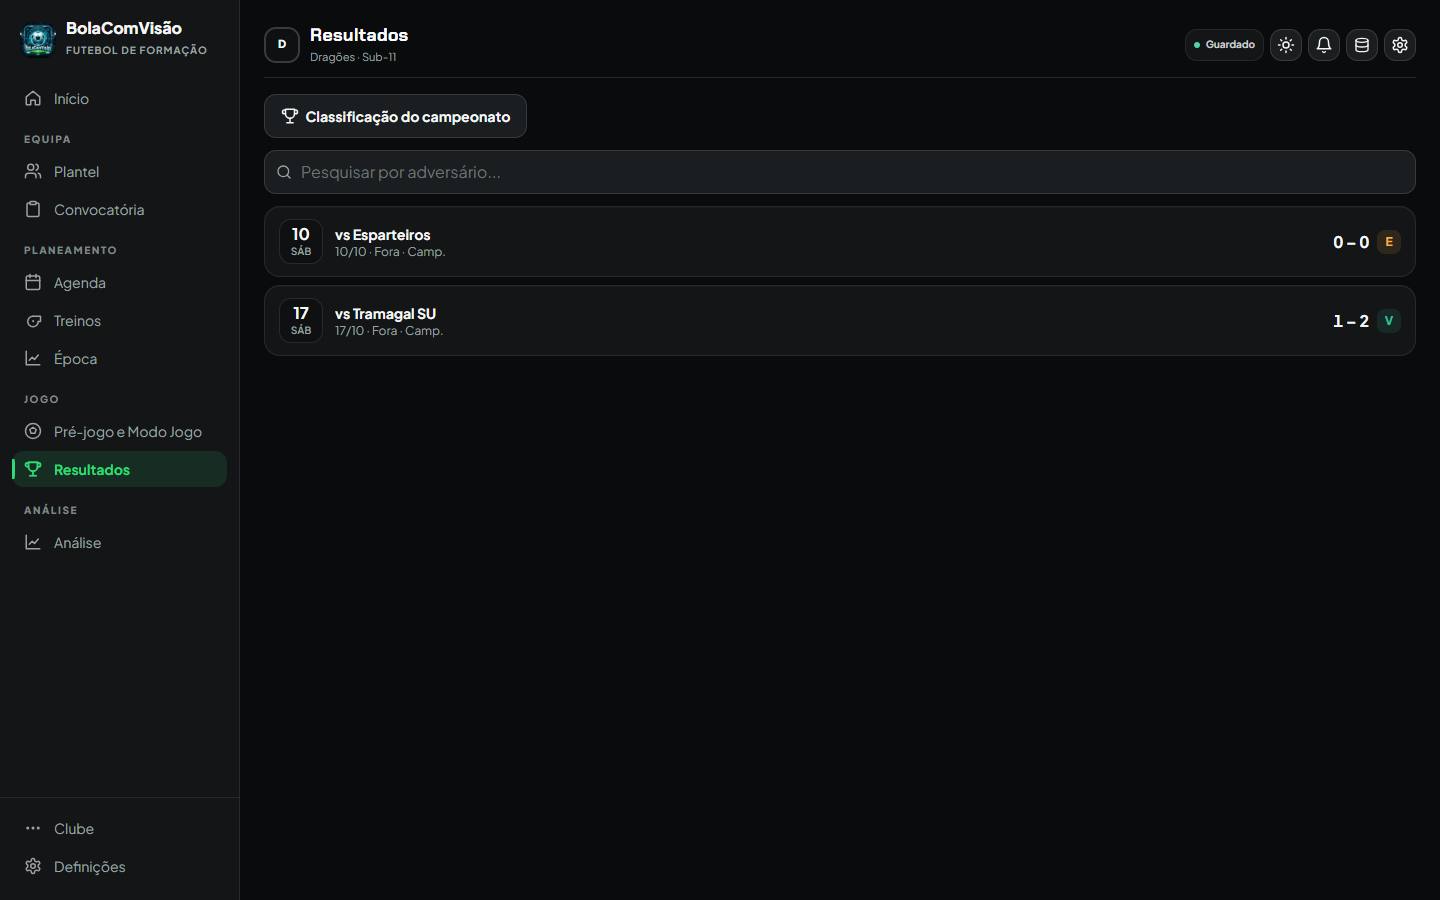 BolaComVisão
FUTEBOL DE FORMAÇÃO
Início
EQUIPA
Plantel
Convocatória
PLANEAMENTO
Agenda
Treinos
Época
JOGO
Pré-jogo e Modo Jogo
Resultados
ANÁLISE
Análise
Clube
Definições
D
Resultados
Dragões · Sub-11
Guardado
Classificação do campeonato
Pesquisar por adversário...
10
SÁB
vs Esparteiros
10/10 · Fora · Camp.
0 – 0 E
17
SÁB
vs Tramagal SU
17/10 · Fora · Camp.
1 – 2 V